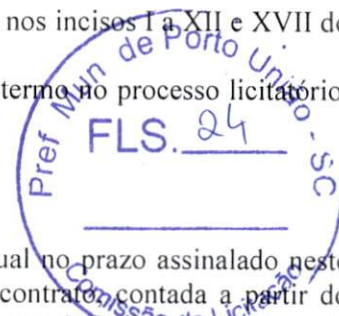 nos incisos I a XII e XVII do
termo no processo licitatório
Pref Mun de Porto União - SC
FLS. 24
ual no prazo assinalado neste
contrato, contada a partir do
Comissão de Licitação